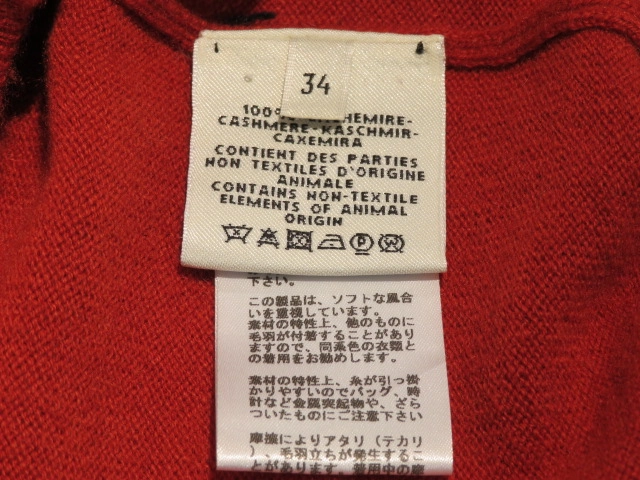 34
100% CACHEMIRE-
CASHMERE-KASCHMIR-
CAXEMIRA
CONTIENT DES PARTIES
NON TEXTILES D'ORIGINE
ANIMALE
CONTAINS NON-TEXTILE
ELEMENTS OF ANIMAL
ORIGIN
P W
下さい。
この製品は、ソフトな風合
いを重視しています。
素材の特性上、他のものに
毛羽が付着することがあり
ますので、同素色の衣類と
の着用をお勧めします。
素材の特性上、糸が引っ掛
かりやすいのでバッグ、時
計など金属突起物や、ざら
ついたものにご注意下さい
摩擦によりアタリ（テカリ
）、毛羽立ちが発生するこ
とがあります。着用中の摩